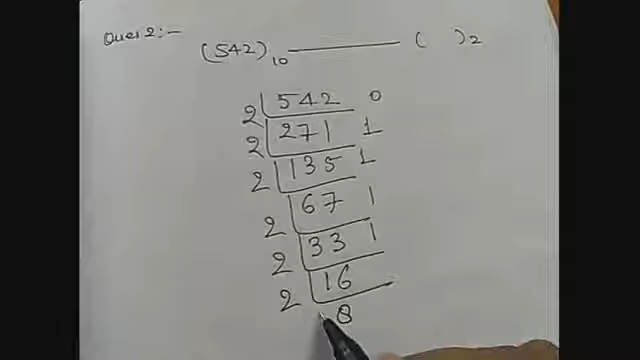 Ques 2:-
(542)10 ———— ( )2
2 542 0
2 271 1
2 135 1
2 67 1
2 33 1
2 16
8